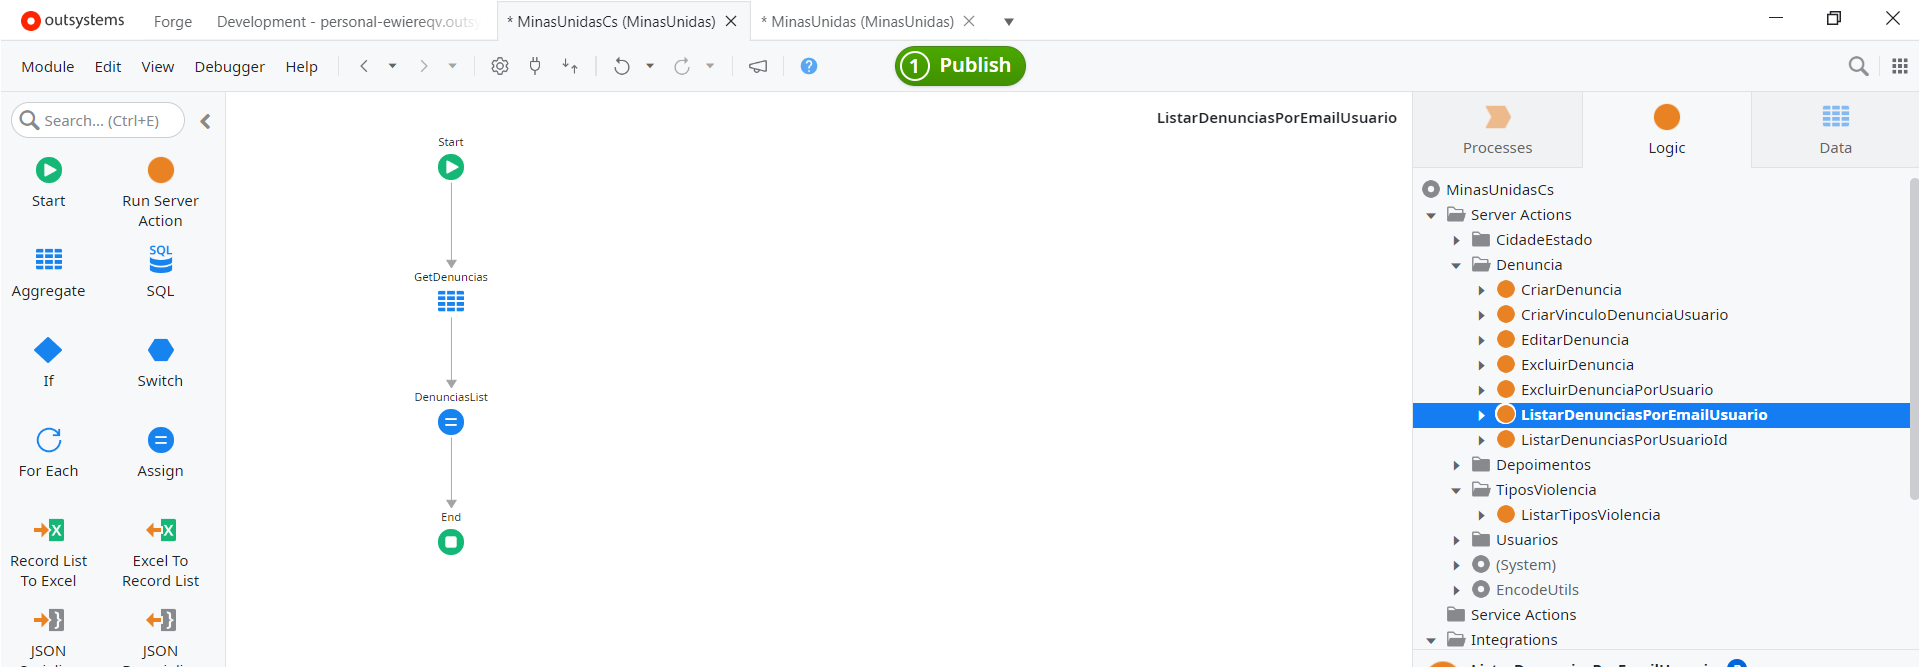 outsystems
Forge
Development - personal-ewiereqv.outsy
* MinasUnidasCs (MinasUnidas)
* MinasUnidas (MinasUnidas)
Module
Edit
View
Debugger
Help
1 Publish
Search... (Ctrl+E)
Start
Run Server
Action
Aggregate
SQL
SQL
If
Switch
For Each
Assign
Record List
To Excel
Excel To
Record List
JSON
JSON
ListarDenunciasPorEmailUsuario
Start
GetDenuncias
DenunciasList
End
Processes
Logic
Data
MinasUnidasCs
Server Actions
CidadeEstado
Denuncia
CriarDenuncia
CriarVinculoDenunciaUsuario
EditarDenuncia
ExcluirDenuncia
ExcluirDenunciaPorUsuario
ListarDenunciasPorEmailUsuario
ListarDenunciasPorUsuarioId
Depoimentos
TiposViolencia
ListarTiposViolencia
Usuarios
(System)
EncodeUtils
Service Actions
Integrations